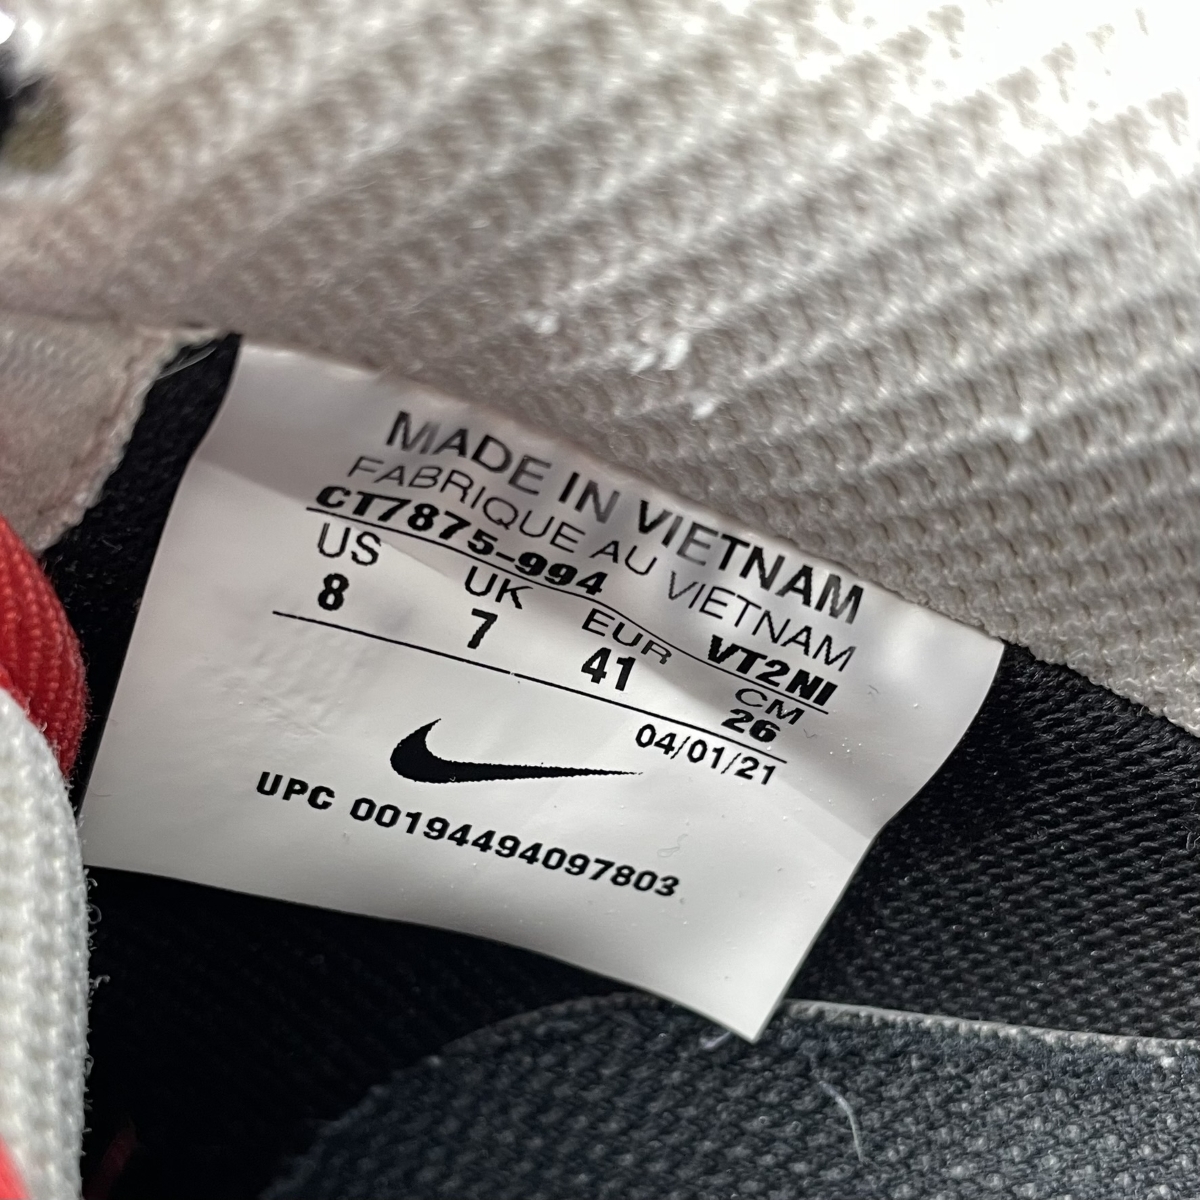 MADE IN VIETNAM
FABRIQUE AU VIETNAM
CT7875-994 VT2NI
US UK EUR CM
8 7 41 26
04/01/21
UPC 00194494097803